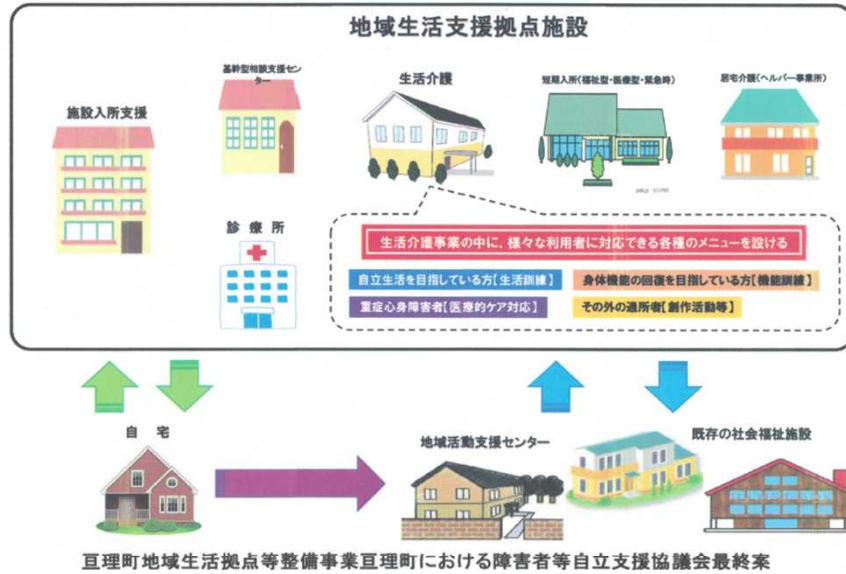 地域生活支援拠点施設
基幹型相談支援セン
ター
生活介護
短期入所(福祉型・医療型・緊急時)
居宅介護(ヘルパー事業所)
施設入所支援
診療所
生活介護事業の中に、様々な利用者に対応できる各種のメニューを設ける
自立生活を目指している方【生活訓練】
身体機能の回復を目指している方【機能訓練】
重症心身障害者【医療的ケア対応】
その外の通所者【創作活動等】
自宅
地域活動支援センター
既存の社会福祉施設
亘理町地域生活拠点等整備事業亘理町における障害者等自立支援協議会最終案